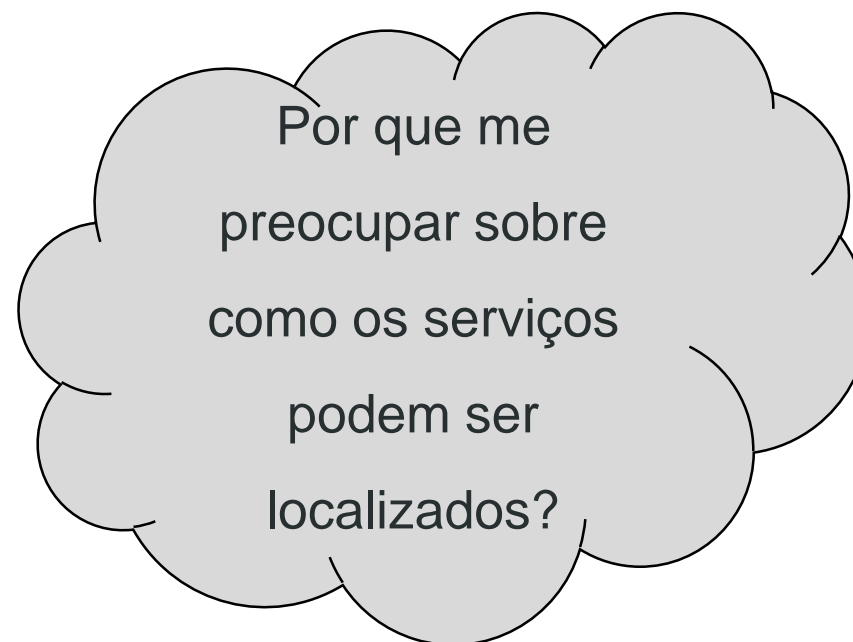 Por que me
preocupar sobre
como os serviços
podem ser
localizados?